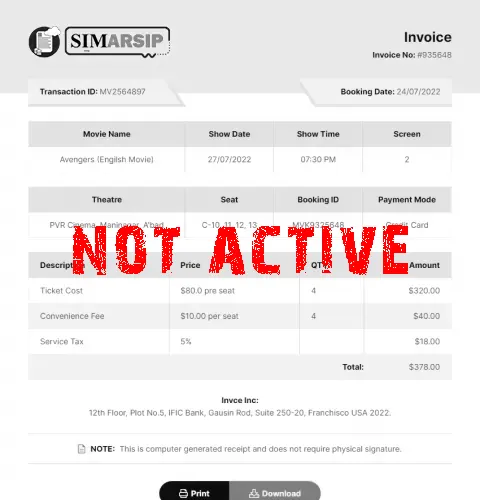 SIMARSIP
Invoice
Invoice No: #935648
Transaction ID: MV2564897
Booking Date: 24/07/2022
Movie Name Show Date Show Time Screen
Avengers (Engilsh Movie) 27/07/2022 07:30 PM 2
Theatre Seat Booking ID Payment Mode
PVR Cinema, Maninagar, A'bad C-10, 11, 12, 13 MVK9325648 Credit Card
NOT ACTIVE
Price Amount
Ticket Cost $80.0 pre seat 4 $320.00
Convenience Fee $10.00 per seat 4 $40.00
Service Tax 5% $18.00
Total: $378.00
Invce Inc:
12th Floor, Plot No.5, IFIC Bank, Gausin Rod, Suite 250-20, Franchisco USA 2022.
NOTE: This is computer generated receipt and does not require physical signature.
Print Download